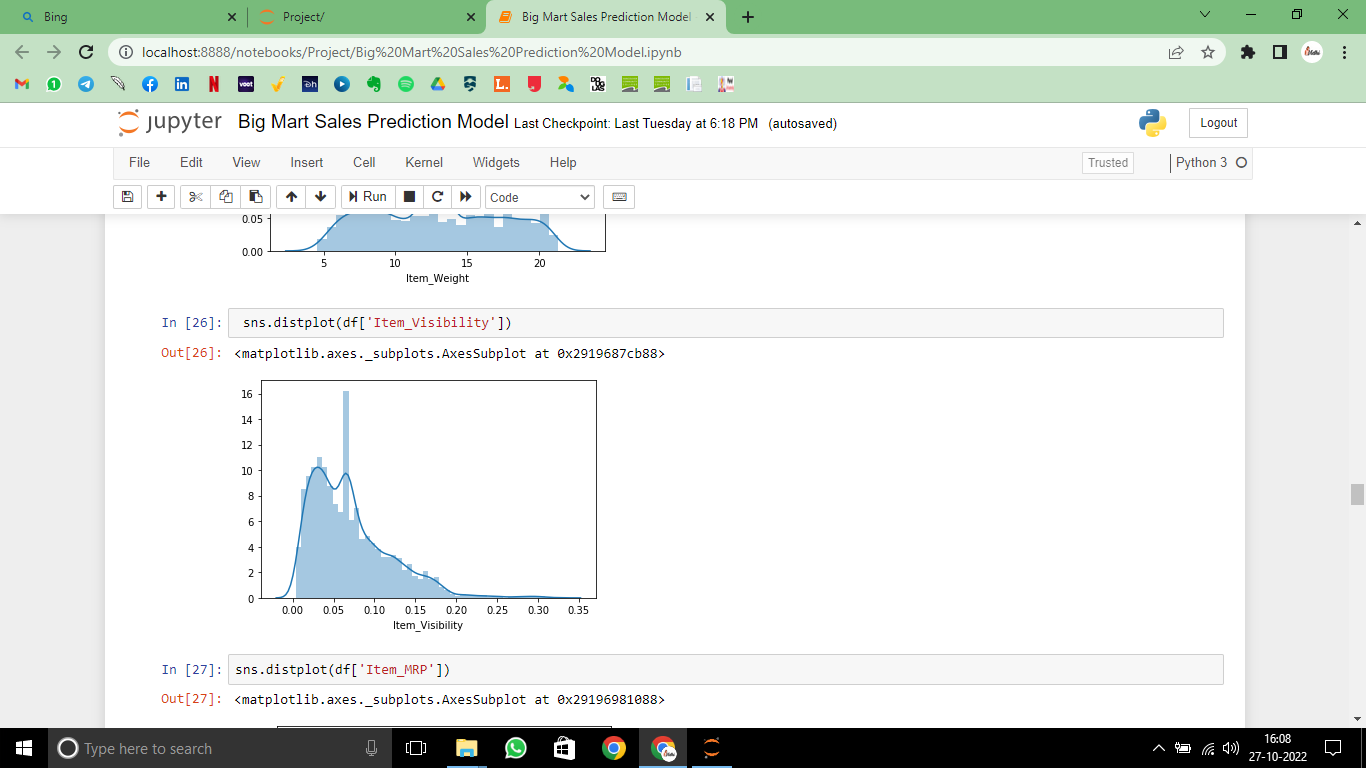 Bing
Project/
Big Mart Sales Prediction Model
localhost:8888/notebooks/Project/Big%20Mart%20Sales%20Prediction%20Model.ipynb
jupyter Big Mart Sales Prediction Model Last Checkpoint: Last Tuesday at 6:18 PM (autosaved)
Logout
File Edit View Insert Cell Kernel Widgets Help Trusted Python 3
Run Code
0.05
0.00
5 10 15 20
Item_Weight
In [26]: sns.distplot(df['Item_Visibility'])
Out[26]: <matplotlib.axes._subplots.AxesSubplot at 0x2919687cb88>
16
14
12
10
8
6
4
2
0
0.00 0.05 0.10 0.15 0.20 0.25 0.30 0.35
Item_Visibility
In [27]: sns.distplot(df['Item_MRP'])
Out[27]: <matplotlib.axes._subplots.AxesSubplot at 0x29196981088>
Type here to search
16:08
27-10-2022